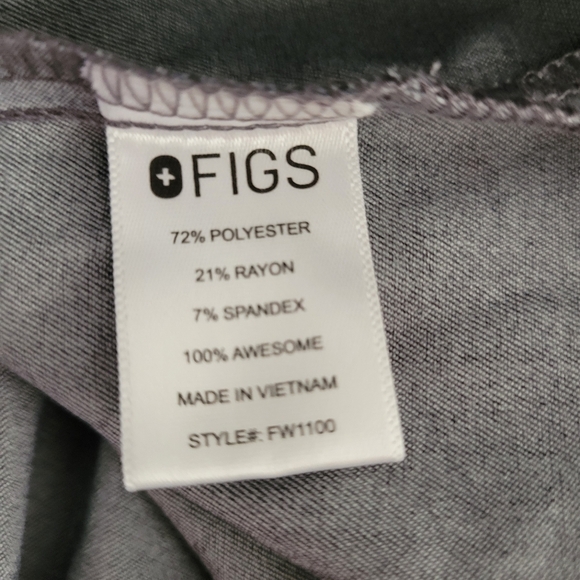 FIGS
72% POLYESTER
21% RAYON
7% SPANDEX
100% AWESOME
MADE IN VIETNAM
STYLE#: FW1100